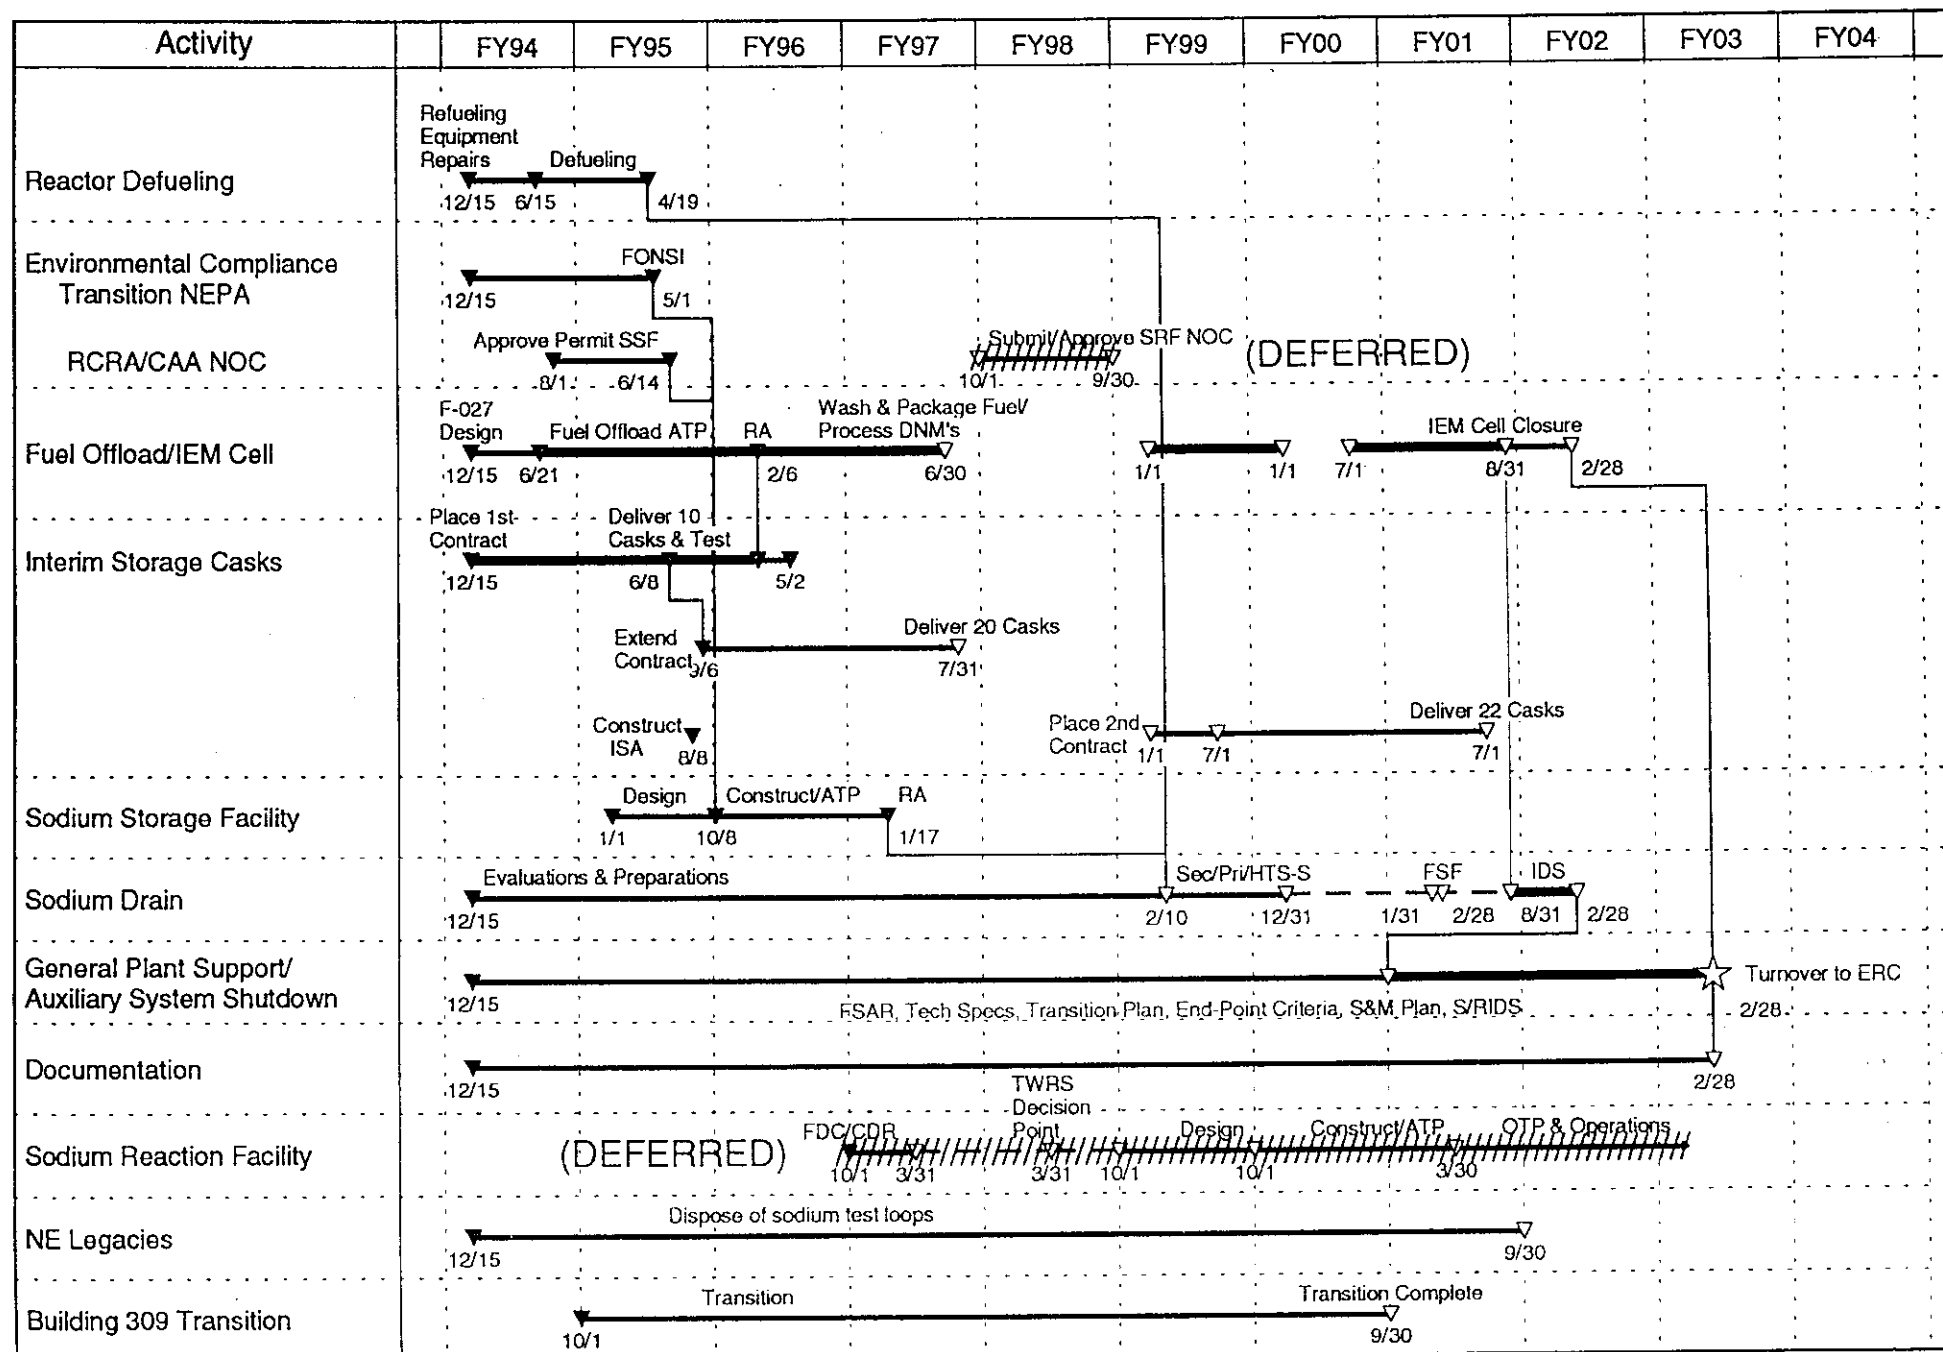 Activity FY94 FY95 FY96 FY97 FY98 FY99 FY00 FY01 FY02 FY03 FY04
Refueling
Equipment
Repairs Defueling
Reactor Defueling
12/15 6/15 4/19
Environmental Compliance
Transition NEPA
FONSI
12/15 5/1
RCRA/CAA NOC
Approve Permit SSF
8/1 6/14
Submit/Approve SRF NOC
10/1 9/30
(DEFERRED)
Fuel Offload/IEM Cell
F-027
Design
Fuel Offload ATP RA
Wash & Package Fuel/
Process DNM's
IEM Cell Closure
12/15 6/21 2/6 6/30 1/1 1/1 7/1 8/31 2/28
Interim Storage Casks
Place 1st
Contract
Deliver 10
Casks & Test
12/15 6/8 5/2
Extend
Contract
Deliver 20 Casks
9/6 7/31
Construct
ISA
8/8
Place 2nd
Contract
Deliver 22 Casks
1/1 7/1 7/1
Sodium Storage Facility
Design Construct/ATP RA
1/1 10/8 1/17
Sodium Drain
Evaluations & Preparations Sec/Pri/HTS-S FSF IDS
12/15 2/10 12/31 1/31 2/28 8/31 2/28
General Plant Support/
Auxiliary System Shutdown
Turnover to ERC
12/15 2/28
FSAR, Tech Specs, Transition Plan, End-Point Criteria, S&M Plan, S/RIDS
Documentation
12/15 2/28
Sodium Reaction Facility
(DEFERRED)
FDC/CDR
TWRS
Decision
Point
Design Construct/ATP OTP & Operations
10/1 3/31 3/31 10/1 10/1 3/30
NE Legacies
Dispose of sodium test loops
12/15 9/30
Building 309 Transition
Transition Transition Complete
10/1 9/30